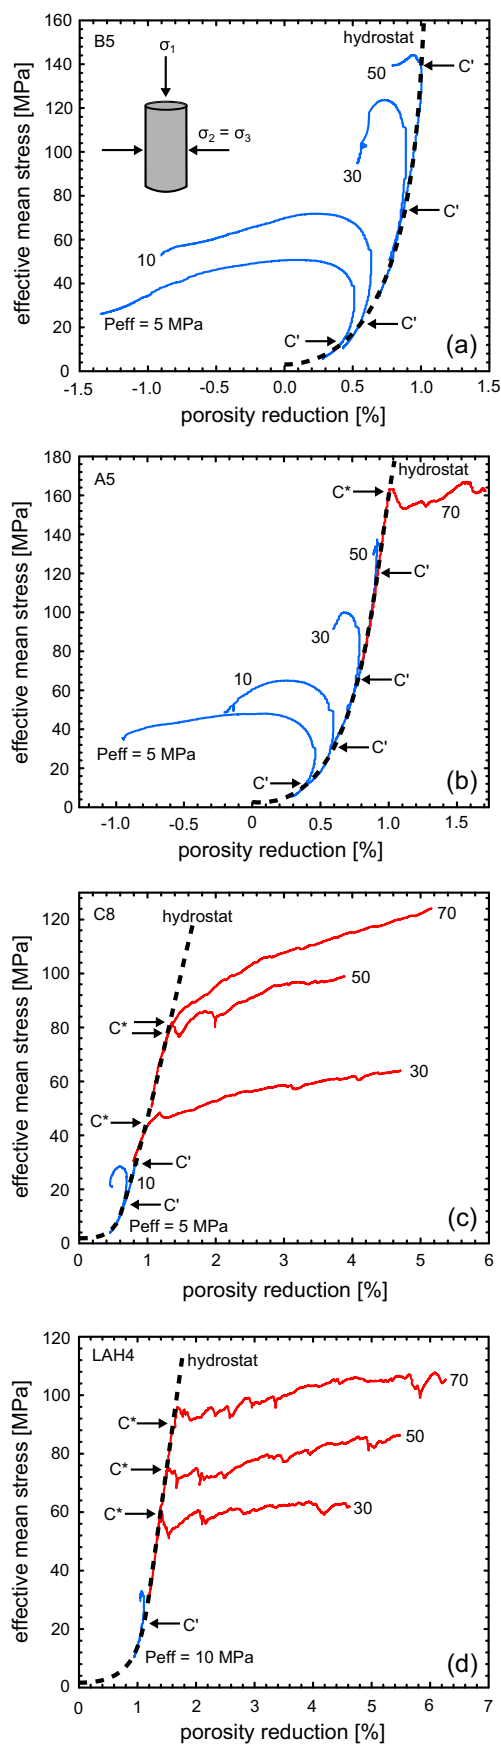 B5
hydrostat
σ1
σ2 = σ3
50
C'
30
C'
10
Peff = 5 MPa
C'
C'
(a)
160
140
120
100
80
60
40
20
0
effective mean stress [MPa]
-1.5 -1.0 -0.5 0.0 0.5 1.0 1.5
porosity reduction [%]
A5
hydrostat
C*
70
50
C'
30
10
C'
Peff = 5 MPa
C'
C'
(b)
180
160
140
120
100
80
60
40
20
0
effective mean stress [MPa]
-1.0 -0.5 0 0.5 1.0 1.5
porosity reduction [%]
C8
hydrostat
70
50
C*
30
C*
C'
10
C'
Peff = 5 MPa
(c)
120
100
80
60
40
20
0
effective mean stress [MPa]
0 1 2 3 4 5 6
porosity reduction [%]
LAH4
hydrostat
70
C*
50
C*
30
C*
C'
Peff = 10 MPa
(d)
120
100
80
60
40
20
0
effective mean stress [MPa]
0 1 2 3 4 5 6 7
porosity reduction [%]